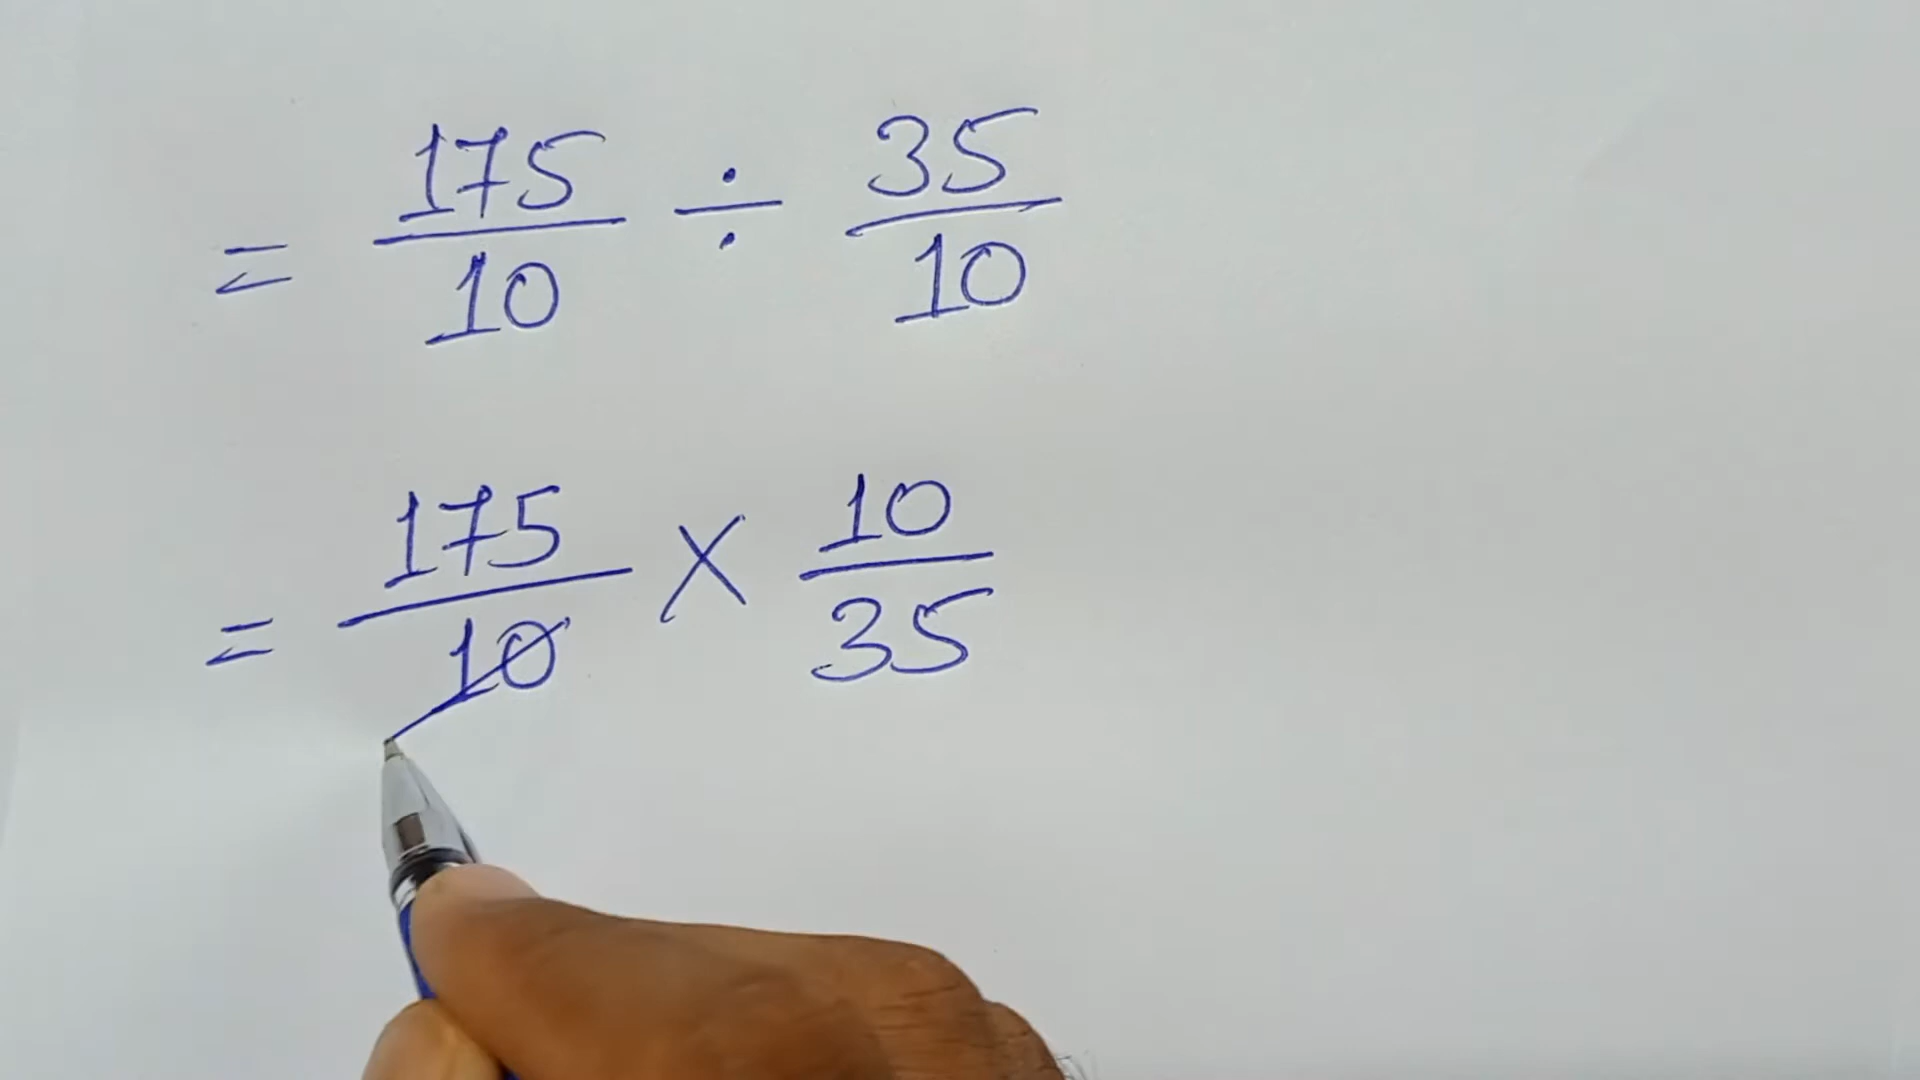 = 175/10 ÷ 35/10
= 175/10 × 10/35